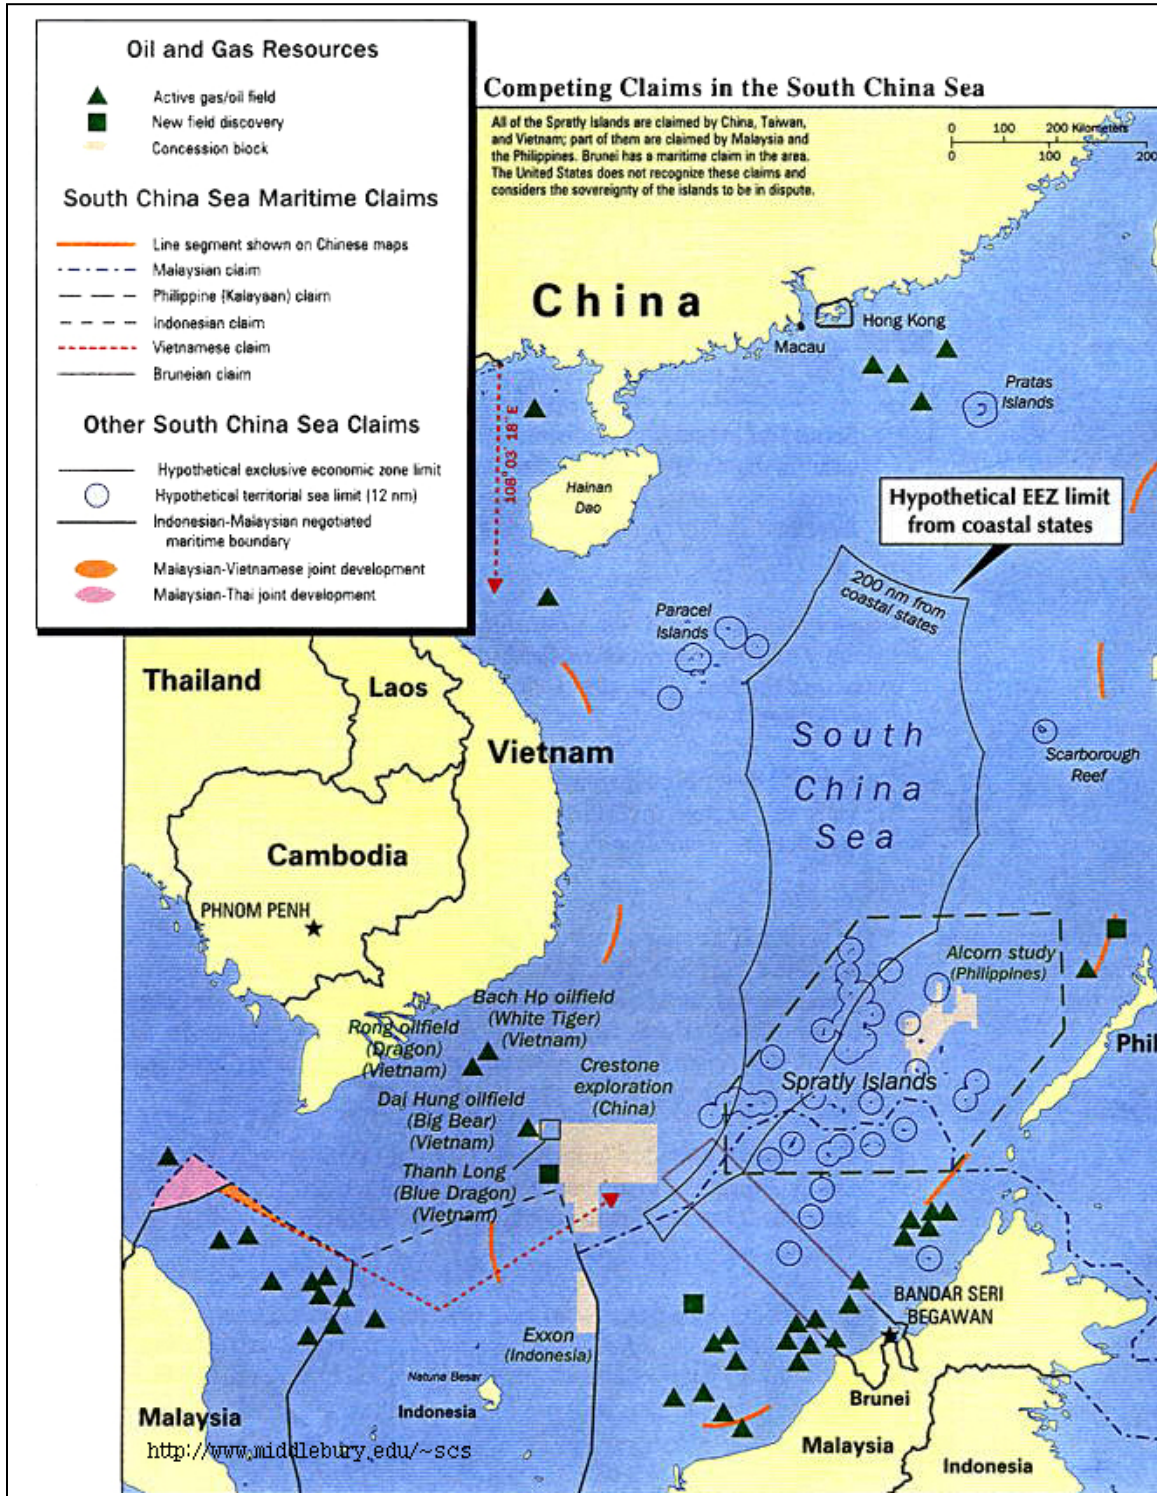 Oil and Gas Resources
Active gas/oil field
New field discovery
Concession block
South China Sea Maritime Claims
Line segment shown on Chinese maps
Malaysian claim
Philippine (Kalayaan) claim
Indonesian claim
Vietnamese claim
Bruneian claim
Other South China Sea Claims
Hypothetical exclusive economic zone limit
Hypothetical territorial sea limit (12 nm)
Indonesian-Malaysian negotiated
maritime boundary
Malaysian-Vietnamese joint development
Malaysian-Thai joint development
Competing Claims in the South China Sea
All of the Spratly Islands are claimed by China, Taiwan,
and Vietnam; part of them are claimed by Malaysia and
the Philippines. Brunei has a maritime claim in the area.
The United States does not recognize these claims and
considers the sovereignty of the islands to be in dispute.
0 100 200 Kilometers
0 100 200
China
Hong Kong
Macau
Pratas
Islands
108° 03' 18" E
Hainan
Dao
Hypothetical EEZ limit
from coastal states
200 nm from
coastal states
Paracel
Islands
Thailand
Laos
Vietnam
South
China
Sea
Scarborough
Reef
Cambodia
PHNOM PENH
Alcorn study
(Philippines)
Bach Ho oilfield
(White Tiger)
(Vietnam)
Rong oilfield
(Dragon)
(Vietnam)
Phil
Crestone
exploration
(China)
Spratly Islands
Dai Hung oilfield
(Big Bear)
(Vietnam)
Thanh Long
(Blue Dragon)
(Vietnam)
BANDAR SERI
BEGAWAN
Exxon
(Indonesia)
Natuna Besar
Indonesia
Brunei
Malaysia
http://www.middlebury.edu/~scs
Malaysia
Indonesia